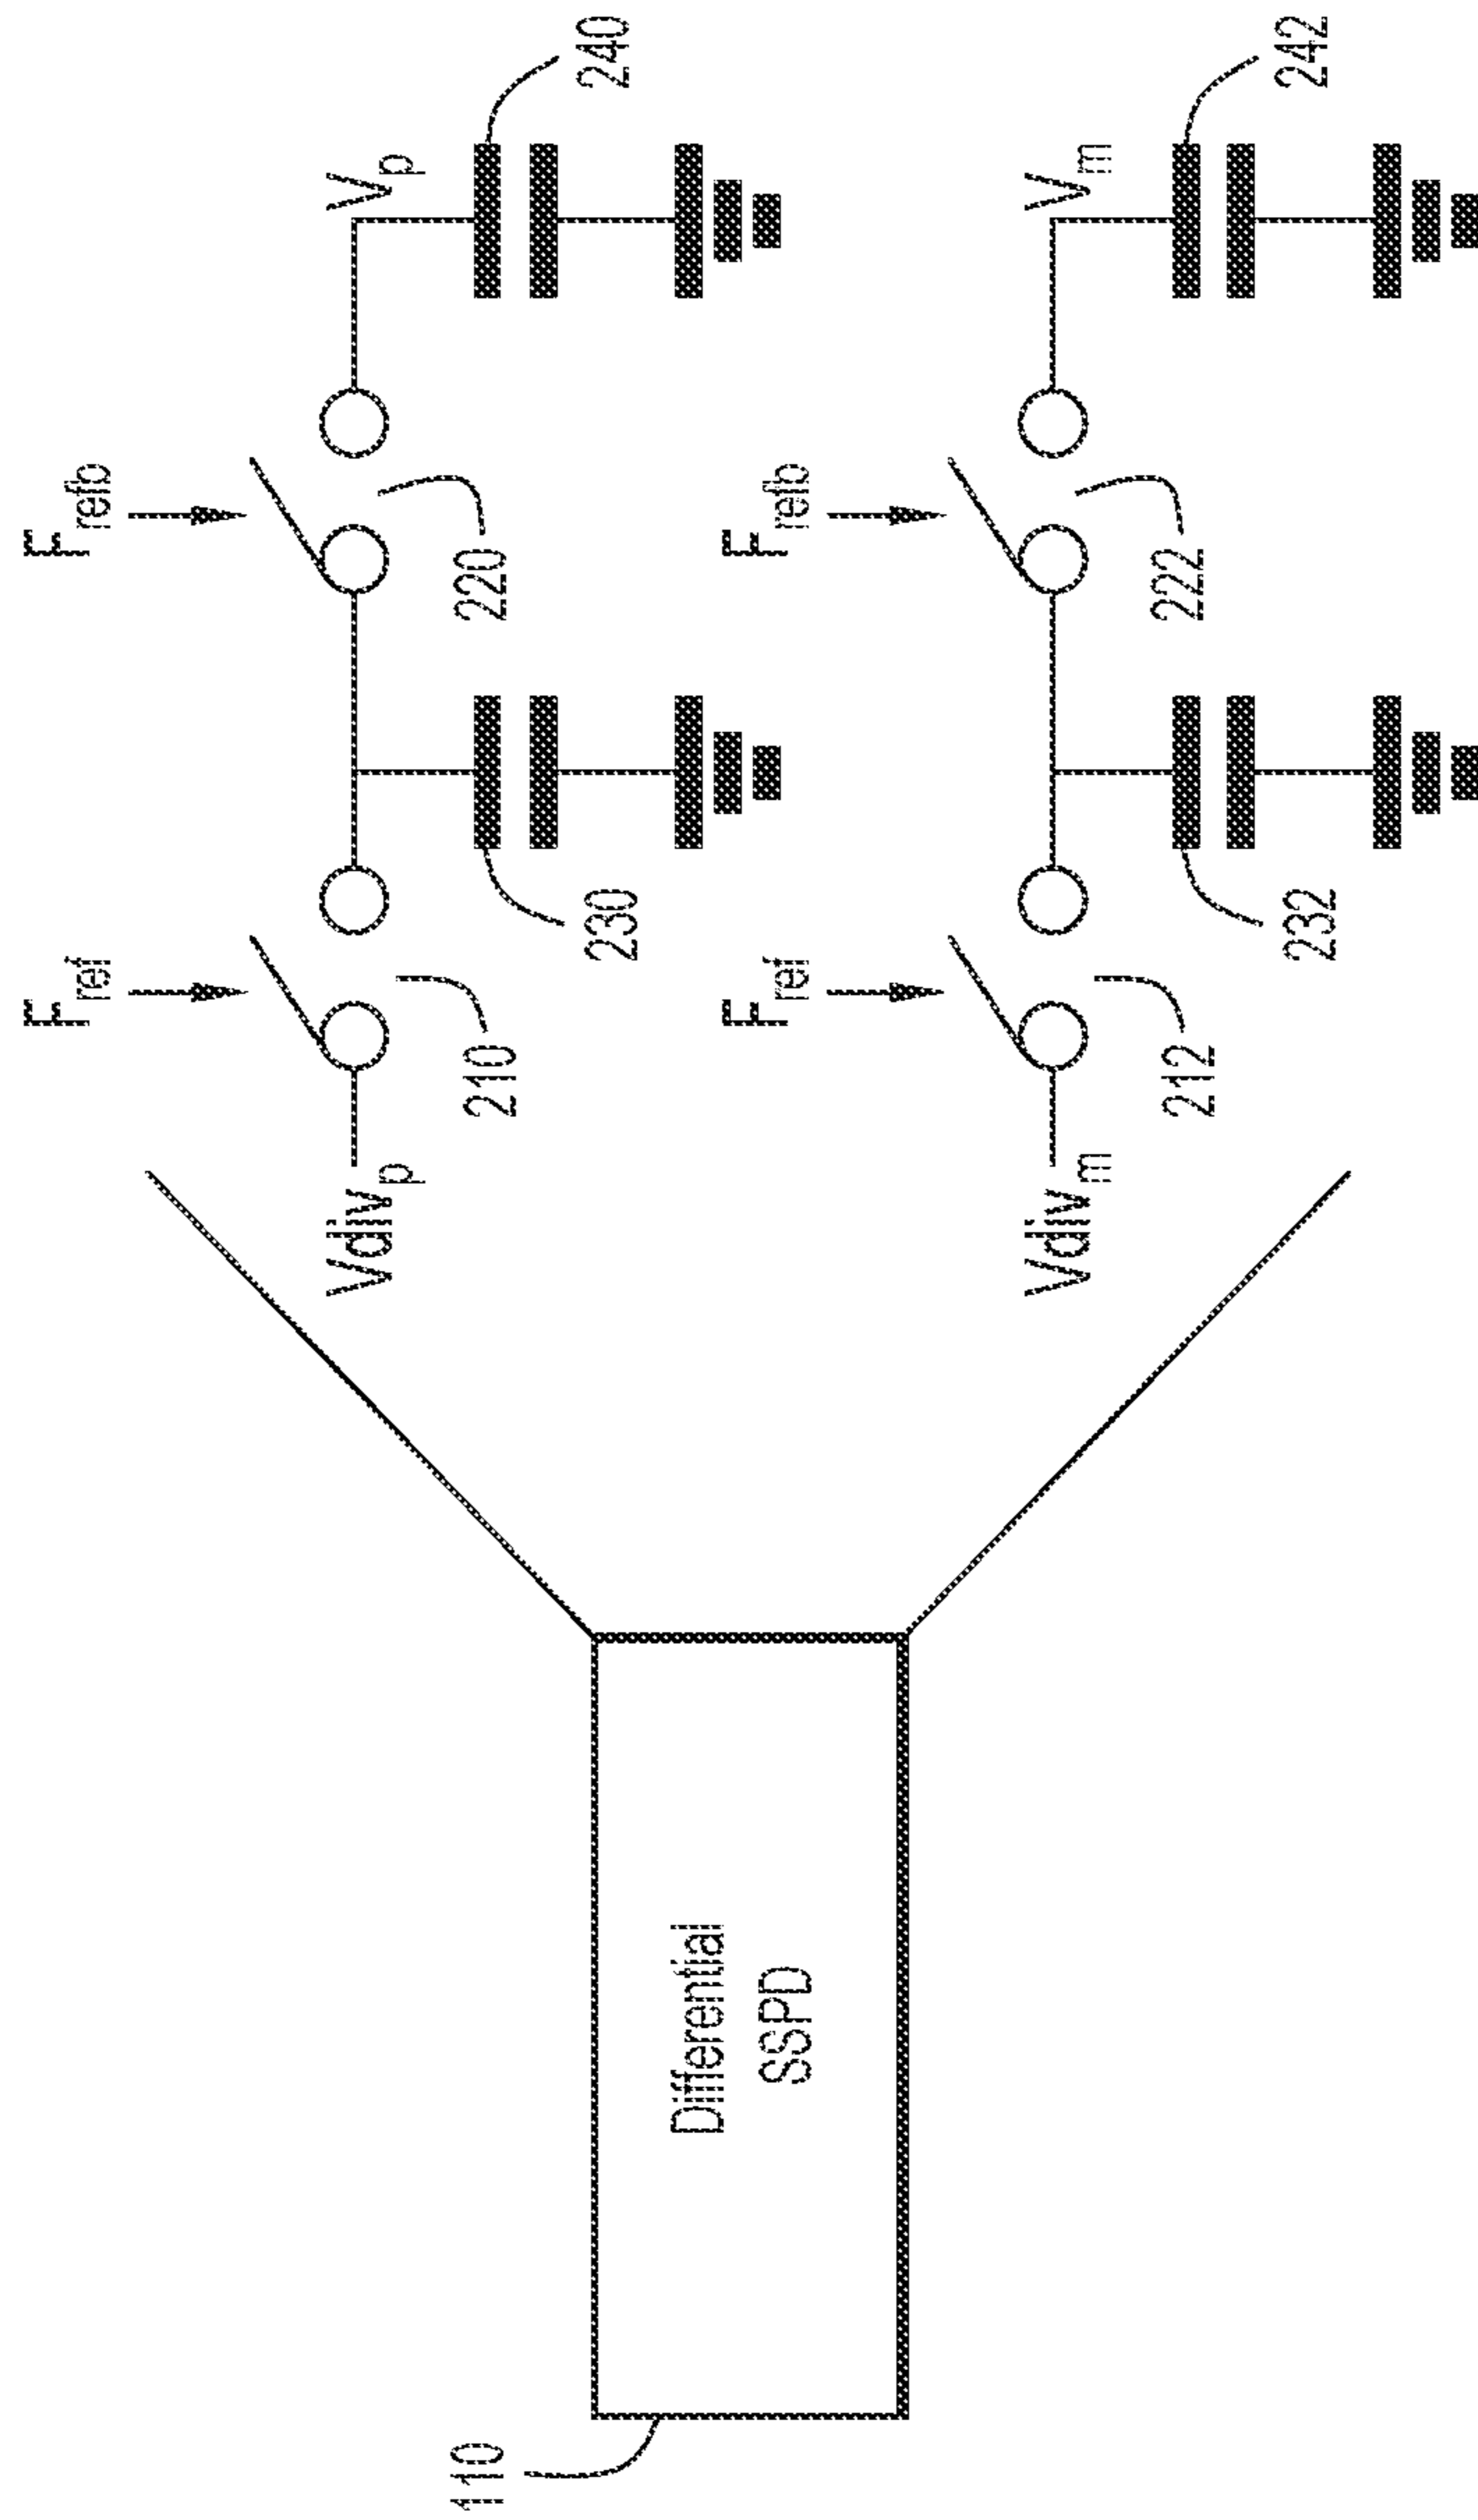 110
Differential
SSPD
F_ref
F_refb
Vdiv_p
V_p
210
230
220
240
F_ref
F_refb
Vdiv_m
V_m
212
232
222
242